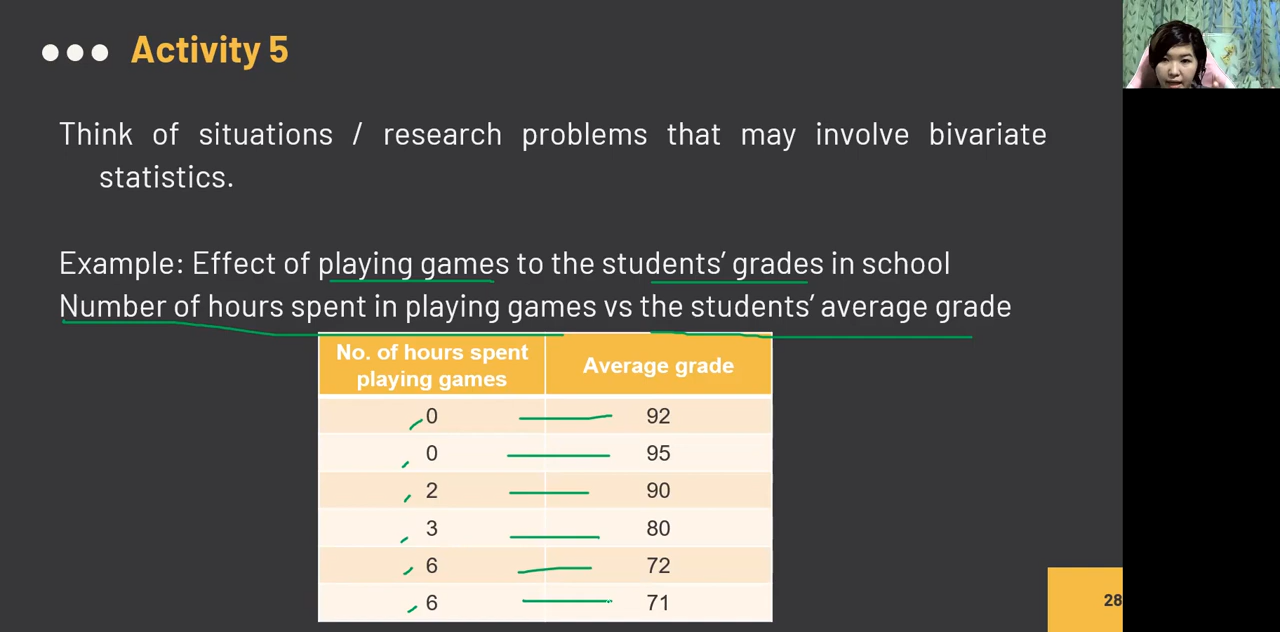 Activity 5
Think of situations / research problems that may involve bivariate
statistics.
Example: Effect of playing games to the students’ grades in school
Number of hours spent in playing games vs the students’ average grade
No. of hours spent
playing games
Average grade
0 92
0 95
2 90
3 80
6 72
6 71
28